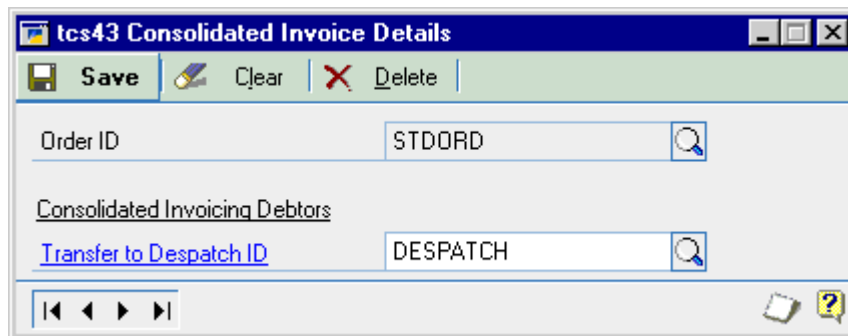 tcs43 Consolidated Invoice Details
Save Clear Delete
Order ID STDORD
Consolidated Invoicing Debtors
Transfer to Despatch ID DESPATCH
?